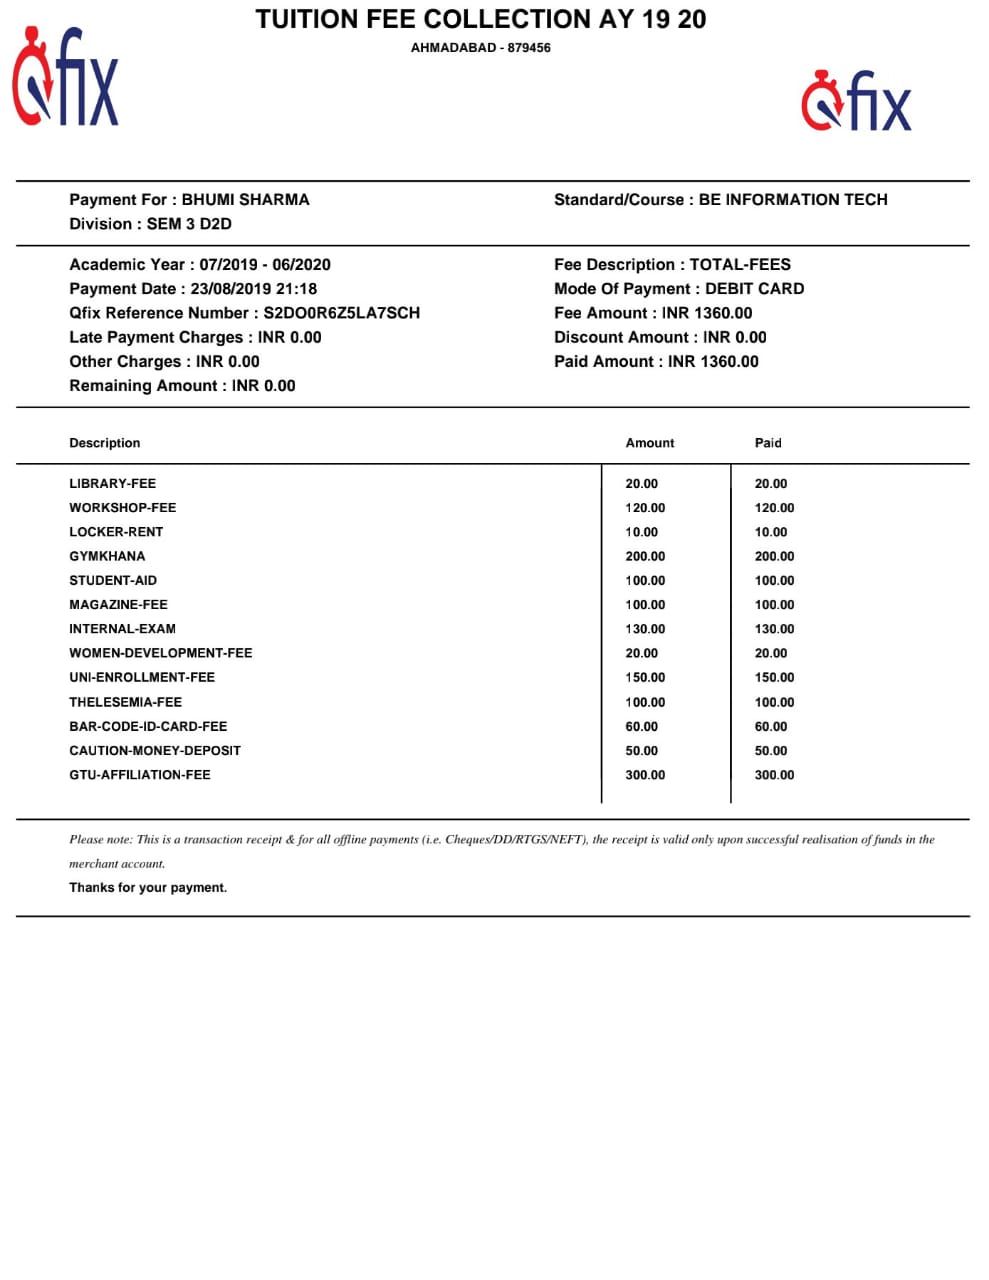 TUITION FEE COLLECTION AY 19 20
AHMADABAD - 879456
Qfix
Qfix
Payment For : BHUMI SHARMA
Standard/Course : BE INFORMATION TECH
Division : SEM 3 D2D
Academic Year : 07/2019 - 06/2020
Fee Description : TOTAL-FEES
Payment Date : 23/08/2019 21:18
Mode Of Payment : DEBIT CARD
Qfix Reference Number : S2DO0R6Z5LA7SCH
Fee Amount : INR 1360.00
Late Payment Charges : INR 0.00
Discount Amount : INR 0.00
Other Charges : INR 0.00
Paid Amount : INR 1360.00
Remaining Amount : INR 0.00
Description Amount Paid
LIBRARY-FEE 20.00 20.00
WORKSHOP-FEE 120.00 120.00
LOCKER-RENT 10.00 10.00
GYMKHANA 200.00 200.00
STUDENT-AID 100.00 100.00
MAGAZINE-FEE 100.00 100.00
INTERNAL-EXAM 130.00 130.00
WOMEN-DEVELOPMENT-FEE 20.00 20.00
UNI-ENROLLMENT-FEE 150.00 150.00
THELESEMIA-FEE 100.00 100.00
BAR-CODE-ID-CARD-FEE 60.00 60.00
CAUTION-MONEY-DEPOSIT 50.00 50.00
GTU-AFFILIATION-FEE 300.00 300.00
Please note: This is a transaction receipt & for all offline payments (i.e. Cheques/DD/RTGS/NEFT), the receipt is valid only upon successful realisation of funds in the
merchant account.
Thanks for your payment.